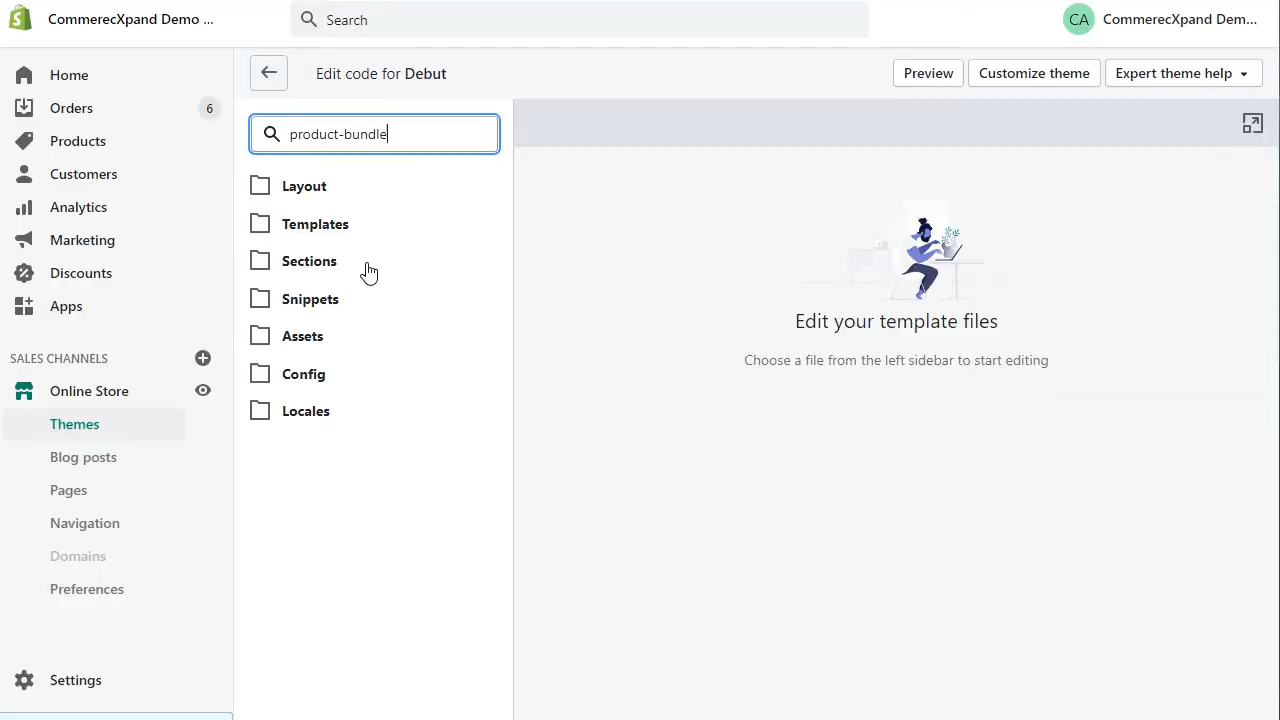 CommerecXpand Demo ...
Search
CA
CommerecXpand Dem...
Home
Orders
6
Products
Customers
Analytics
Marketing
Discounts
Apps
SALES CHANNELS
Online Store
Themes
Blog posts
Pages
Navigation
Domains
Preferences
Settings
Edit code for Debut
Preview
Customize theme
Expert theme help
product-bundle
Layout
Templates
Sections
Snippets
Assets
Config
Locales
Edit your template files
Choose a file from the left sidebar to start editing